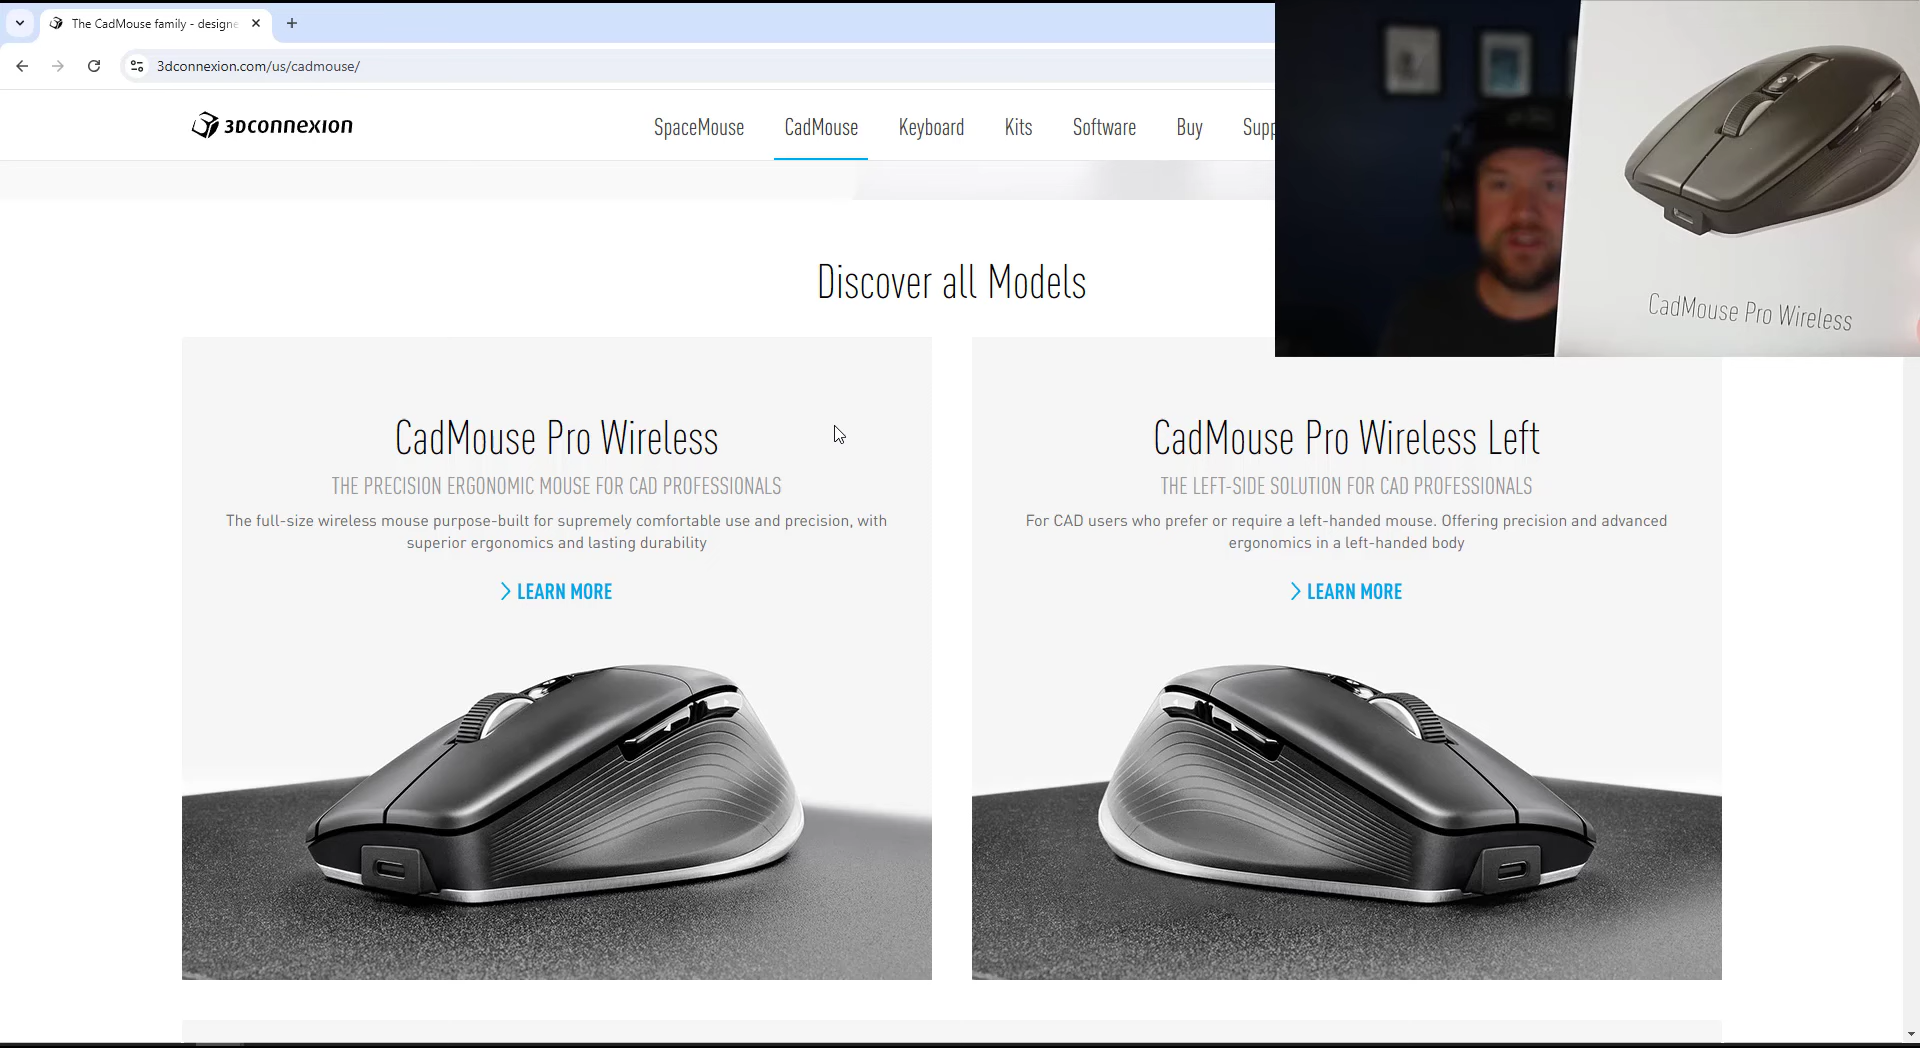 The CadMouse family - designe
3dconnexion.com/us/cadmouse/
3Dconnexion
SpaceMouse
CadMouse
Keyboard
Kits
Software
Buy
Supp
CadMouse Pro Wireless
Discover all Models
CadMouse Pro Wireless
THE PRECISION ERGONOMIC MOUSE FOR CAD PROFESSIONALS
The full-size wireless mouse purpose-built for supremely comfortable use and precision, with
superior ergonomics and lasting durability
LEARN MORE
CadMouse Pro Wireless Left
THE LEFT-SIDE SOLUTION FOR CAD PROFESSIONALS
For CAD users who prefer or require a left-handed mouse. Offering precision and advanced
ergonomics in a left-handed body
LEARN MORE